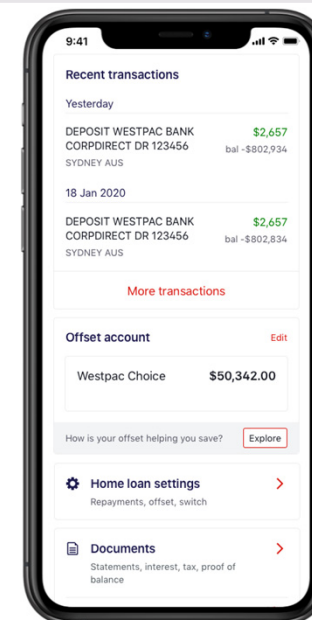 9:41
Recent transactions
Yesterday
DEPOSIT WESTPAC BANK $2,657
CORPDIRECT DR 123456 bal -$802,934
SYDNEY AUS
18 Jan 2020
DEPOSIT WESTPAC BANK $2,657
CORPDIRECT DR 123456 bal -$802,834
SYDNEY AUS
More transactions
Offset account Edit
Westpac Choice $50,342.00
How is your offset helping you save? Explore
Home loan settings
Repayments, offset, switch
Documents
Statements, interest, tax, proof of
balance